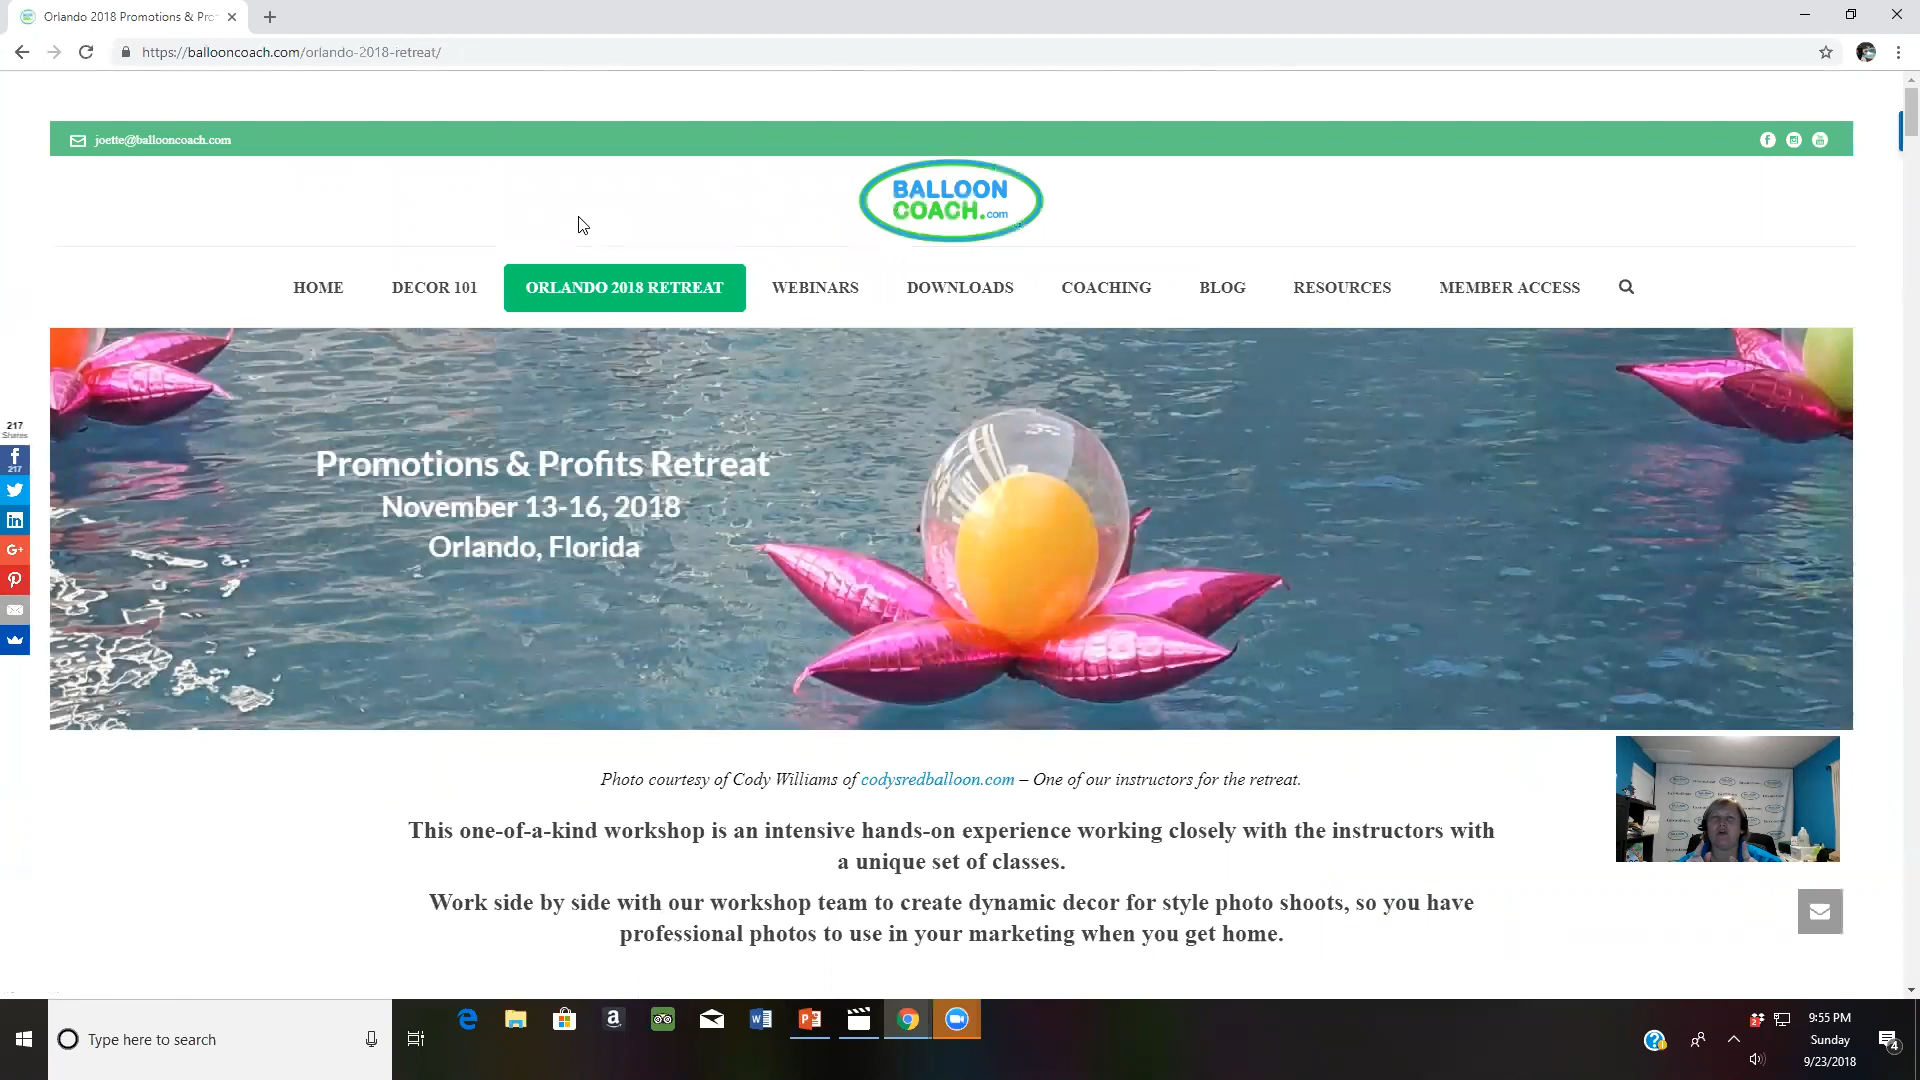 Orlando 2018 Promotions & Pro
https://ballooncoach.com/orlando-2018-retreat/
joette@ballooncoach.com
BALLOON
COACH.com
HOME DECOR 101 ORLANDO 2018 RETREAT WEBINARS DOWNLOADS COACHING BLOG RESOURCES MEMBER ACCESS
217
Shares
217
Promotions & Profits Retreat
November 13-16, 2018
Orlando, Florida
Photo courtesy of Cody Williams of codysredballoon.com – One of our instructors for the retreat.
This one-of-a-kind workshop is an intensive hands-on experience working closely with the instructors with
a unique set of classes.
Work side by side with our workshop team to create dynamic decor for style photo shoots, so you have
professional photos to use in your marketing when you get home.
Type here to search
9:55 PM
Sunday
9/23/2018
4